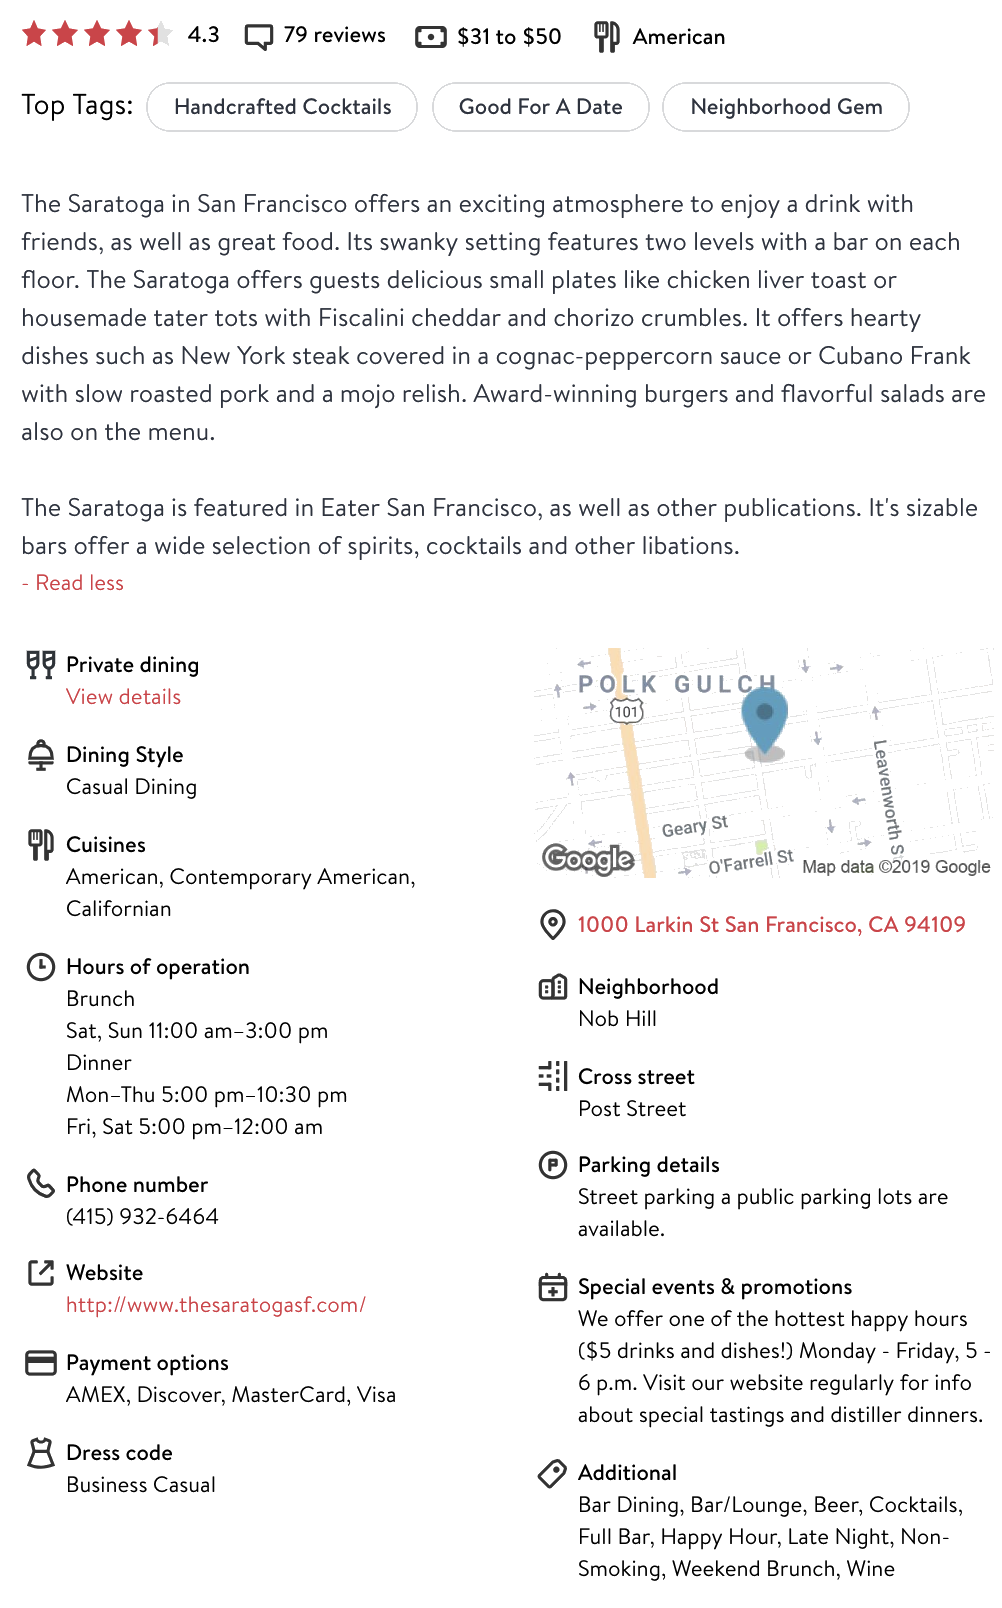 4.3 79 reviews $31 to $50 American
Top Tags: Handcrafted Cocktails Good For A Date Neighborhood Gem
The Saratoga in San Francisco offers an exciting atmosphere to enjoy a drink with
friends, as well as great food. Its swanky setting features two levels with a bar on each
floor. The Saratoga offers guests delicious small plates like chicken liver toast or
housemade tater tots with Fiscalini cheddar and chorizo crumbles. It offers hearty
dishes such as New York steak covered in a cognac-peppercorn sauce or Cubano Frank
with slow roasted pork and a mojo relish. Award-winning burgers and flavorful salads are
also on the menu.
The Saratoga is featured in Eater San Francisco, as well as other publications. It's sizable
bars offer a wide selection of spirits, cocktails and other libations.
- Read less
Private dining
View details
Dining Style
Casual Dining
Cuisines
American, Contemporary American,
Californian
Hours of operation
Brunch
Sat, Sun 11:00 am–3:00 pm
Dinner
Mon–Thu 5:00 pm–10:30 pm
Fri, Sat 5:00 pm–12:00 am
Phone number
(415) 932-6464
Website
http://www.thesaratogasf.com/
Payment options
AMEX, Discover, MasterCard, Visa
Dress code
Business Casual
POLK GULCH
101
Leavenworth S
Geary St
O'Farrell St
Google
Map data ©2019 Google
1000 Larkin St San Francisco, CA 94109
Neighborhood
Nob Hill
Cross street
Post Street
Parking details
Street parking a public parking lots are
available.
Special events & promotions
We offer one of the hottest happy hours
($5 drinks and dishes!) Monday - Friday, 5 -
6 p.m. Visit our website regularly for info
about special tastings and distiller dinners.
Additional
Bar Dining, Bar/Lounge, Beer, Cocktails,
Full Bar, Happy Hour, Late Night, Non-
Smoking, Weekend Brunch, Wine